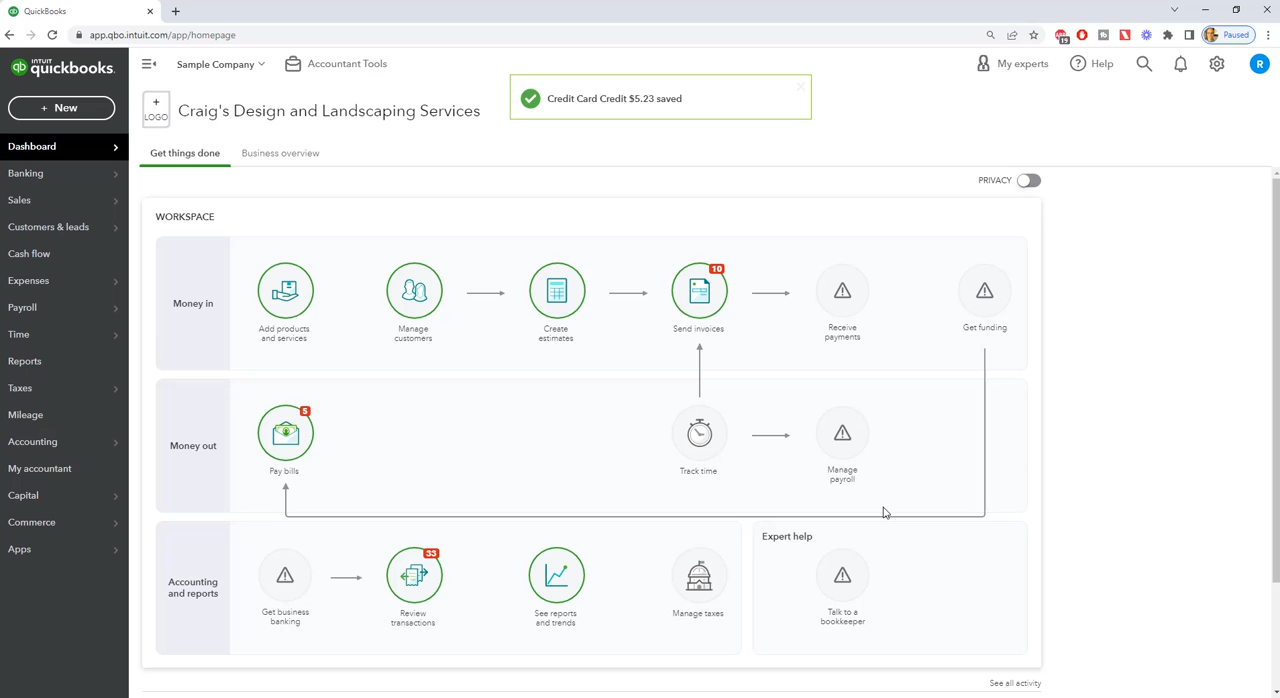 QuickBooks
app.qbo.intuit.com/app/homepage
13
Paused
INTUIT
quickbooks.
Sample Company
Accountant Tools
My experts
Help
R
+ New
+
LOGO
Craig's Design and Landscaping Services
Credit Card Credit $5.23 saved
Dashboard
Banking
Sales
Customers & leads
Cash flow
Expenses
Payroll
Time
Reports
Taxes
Mileage
Accounting
My accountant
Capital
Commerce
Apps
Get things done
Business overview
PRIVACY
WORKSPACE
Money in
Add products
and services
Manage
customers
Create
estimates
10
Send invoices
Receive
payments
Get funding
Money out
5
Pay bills
Track time
Manage
payroll
Accounting
and reports
Get business
banking
33
Review
transactions
See reports
and trends
Manage taxes
Expert help
Talk to a
bookkeeper
See all activity